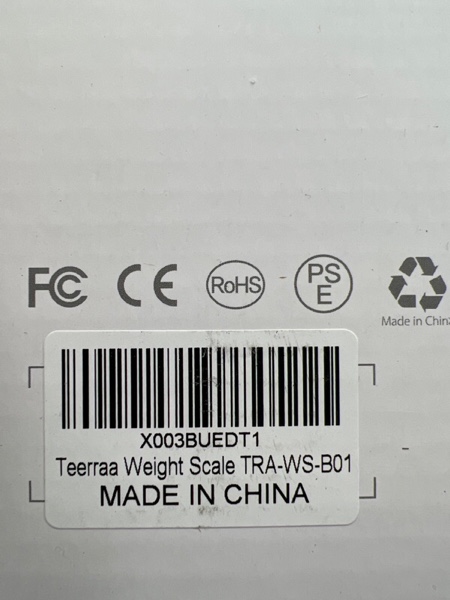 FC CE RoHS PS
E
Made in China
X003BUEDT1
Teerraa Weight Scale TRA-WS-B01
MADE IN CHINA